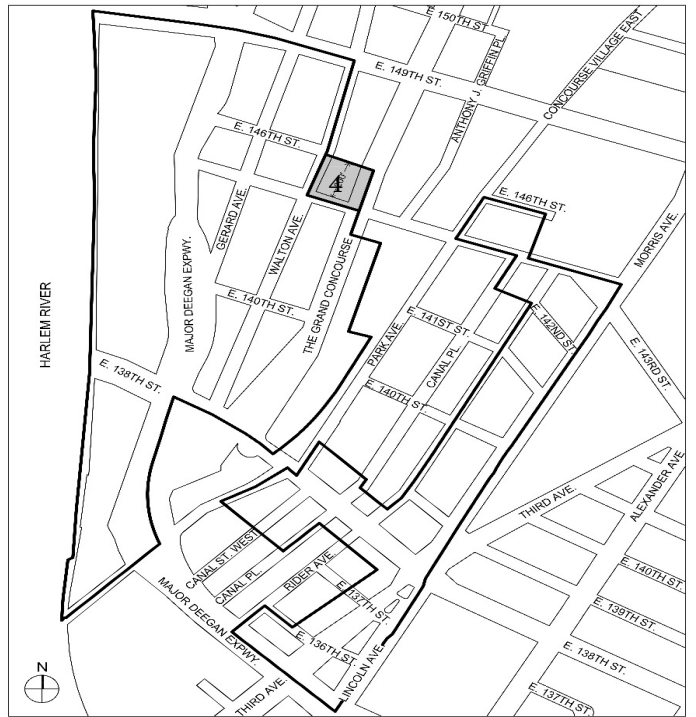 150TH ST.
E. 149TH ST.
ANTHONY J. GRIFFIN PL.
CONCOURSE VILLAGE EAST
E. 146TH ST.
4
E. 146TH ST.
MORRIS AVE.
GERARD AVE.
WALTON AVE.
THE GRAND CONCOURSE
MAJOR DEEGAN EXPWY.
HARLEM RIVER
E. 140TH ST.
E. 141ST ST.
E. 142ND ST.
E. 143RD ST.
PARK AVE.
CANAL PL.
E. 138TH ST.
E. 140TH ST.
THIRD AVE.
ALEXANDER AVE.
CANAL ST. WEST
CANAL PL.
RIDER AVE.
E. 137TH ST.
E. 140TH ST.
MAJOR DEEGAN EXPWY.
E. 136TH ST.
E. 139TH ST.
LINCOLN AVE.
E. 138TH ST.
THIRD AVE.
E. 137TH ST.
N